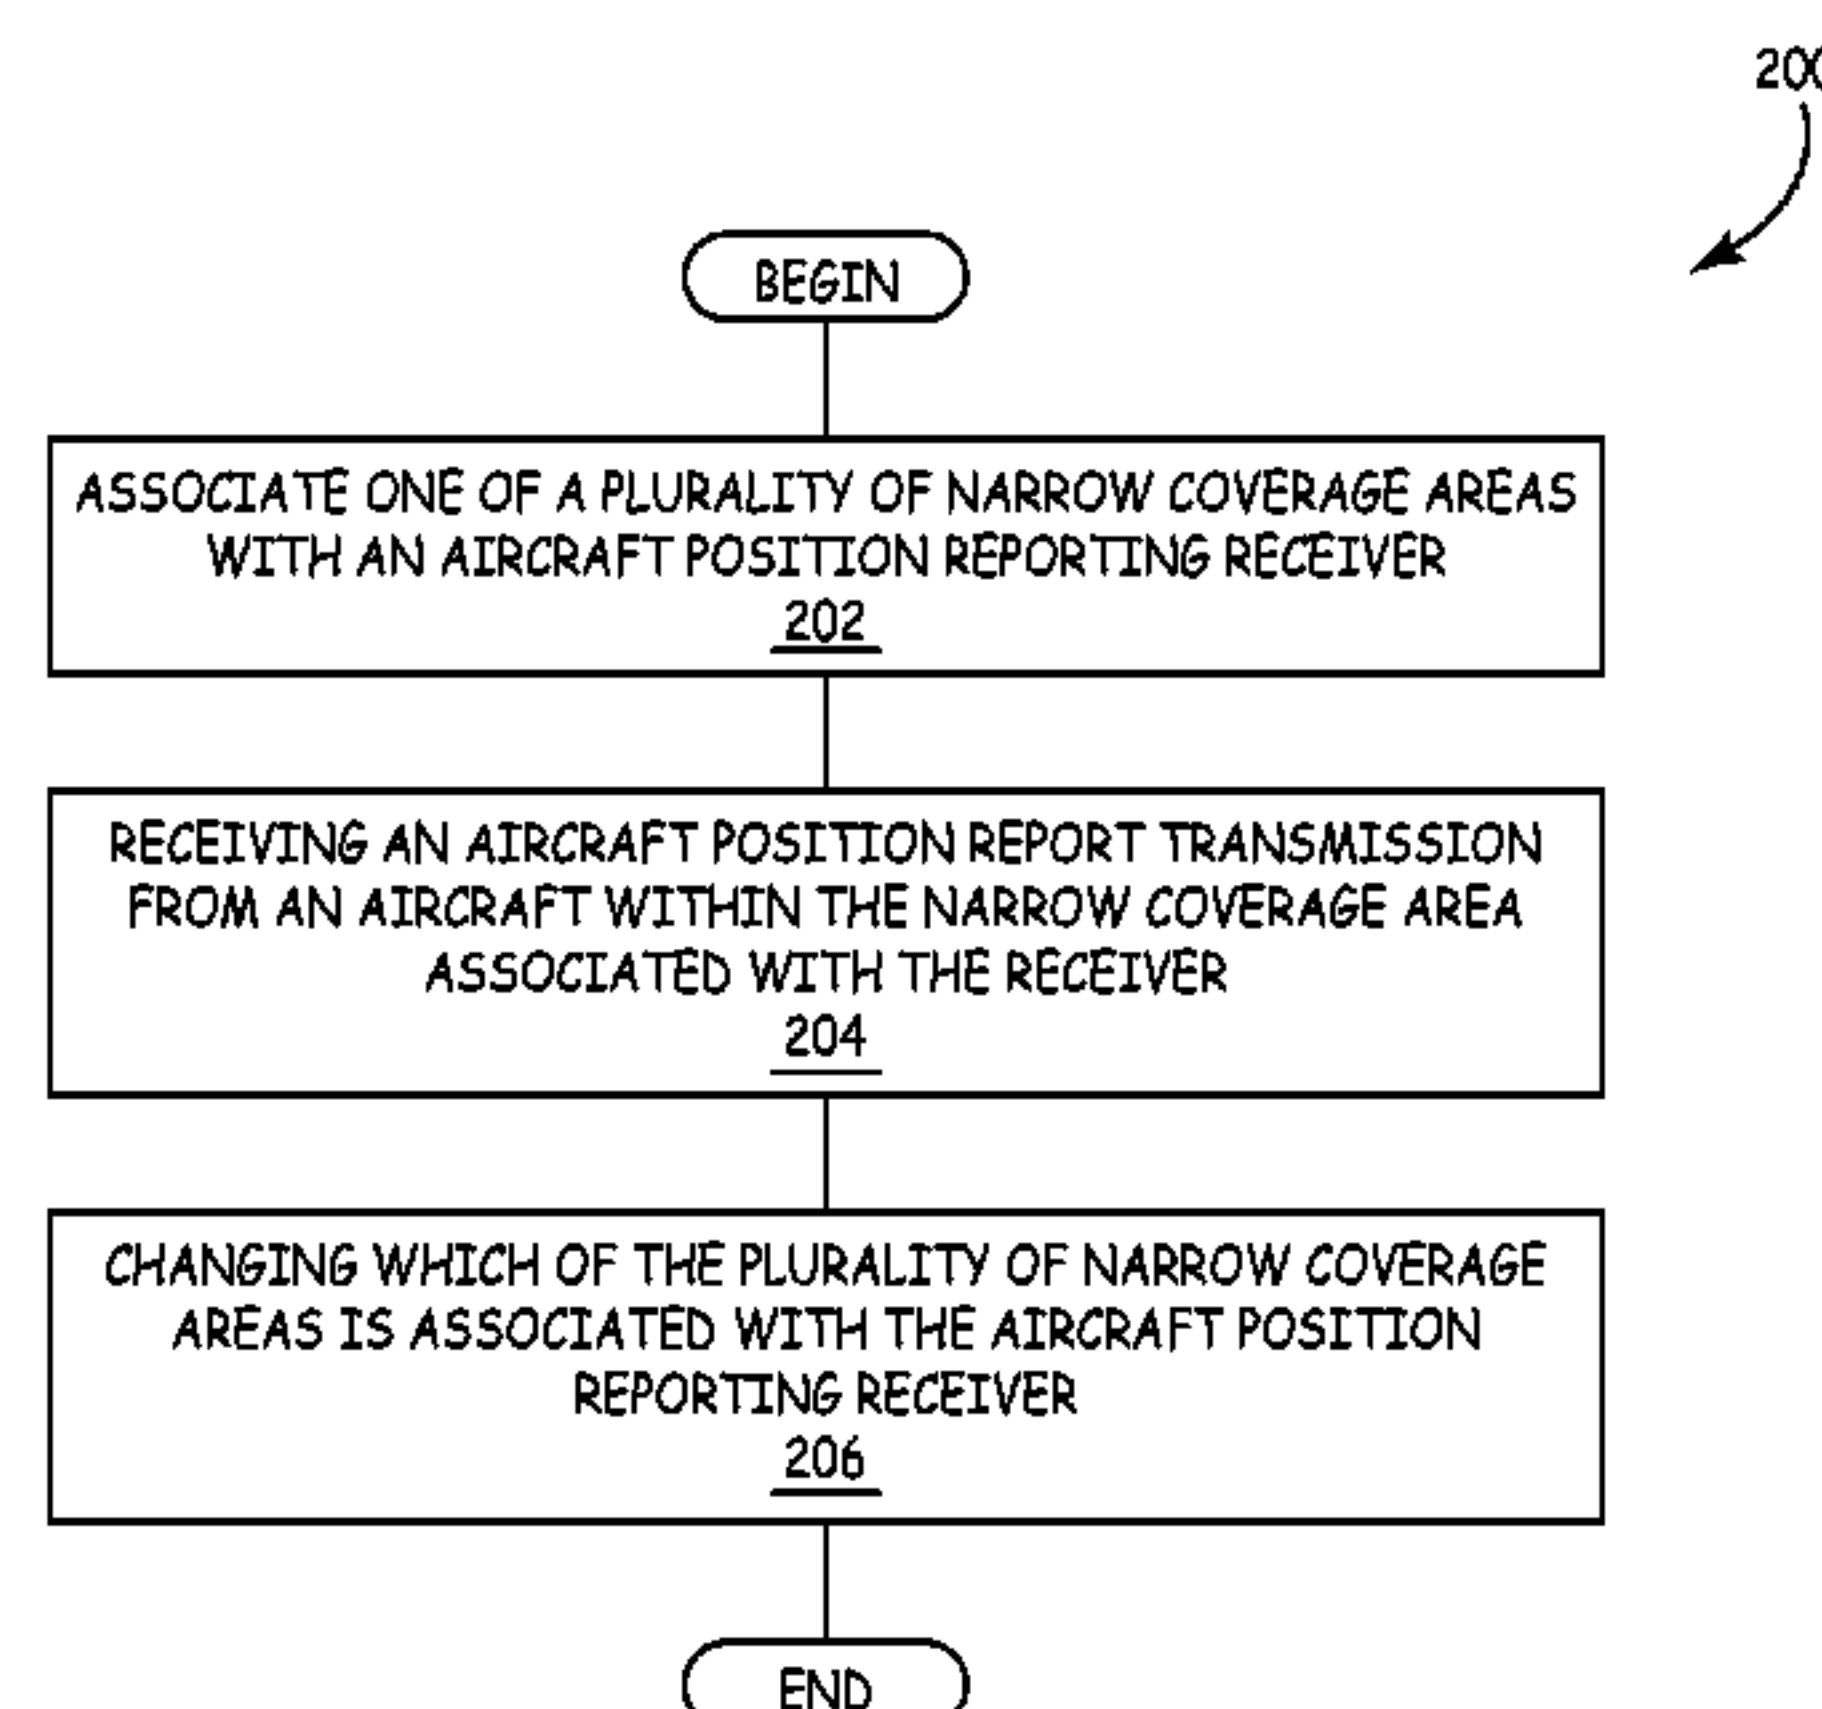 200
BEGIN
ASSOCIATE ONE OF A PLURALITY OF NARROW COVERAGE AREAS
WITH AN AIRCRAFT POSITION REPORTING RECEIVER
202
RECEIVING AN AIRCRAFT POSITION REPORT TRANSMISSION
FROM AN AIRCRAFT WITHIN THE NARROW COVERAGE AREA
ASSOCIATED WITH THE RECEIVER
204
CHANGING WHICH OF THE PLURALITY OF NARROW COVERAGE
AREAS IS ASSOCIATED WITH THE AIRCRAFT POSITION
REPORTING RECEIVER
206
END